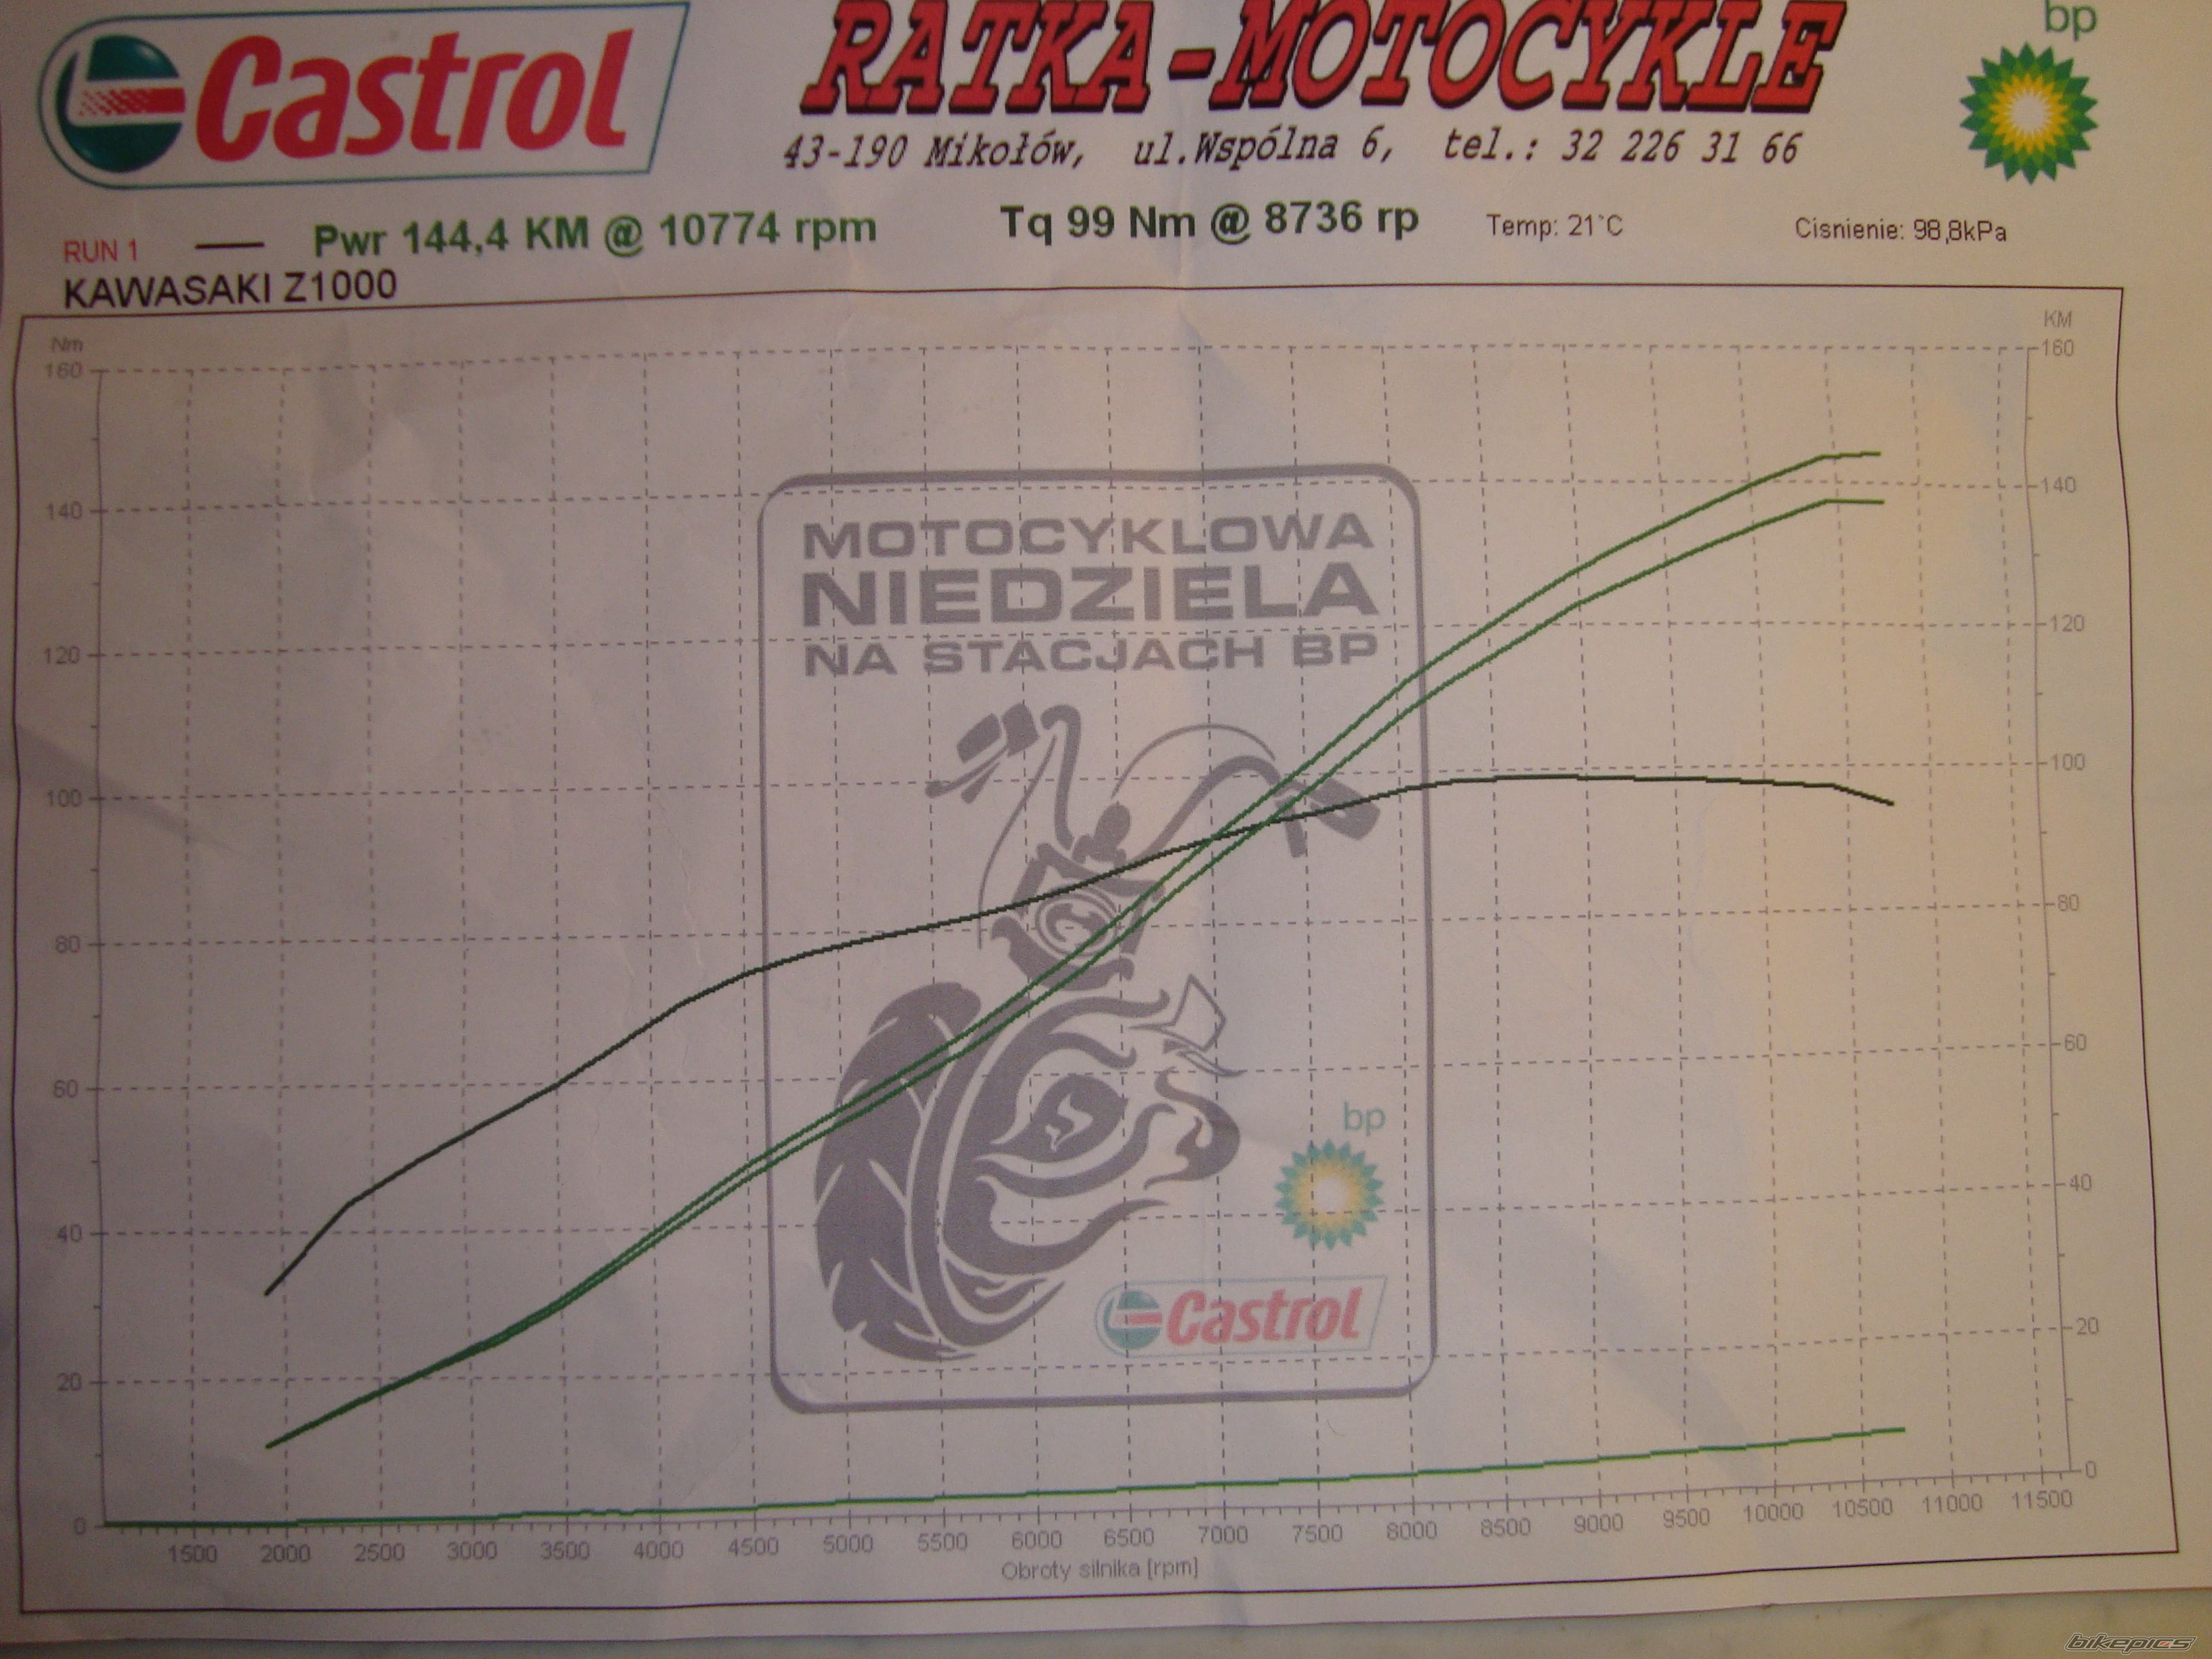 Castrol
RATKA-MOTOCYKLE
bp
43-190 Mikołów, ul.Wspólna 6, tel.: 32 226 31 66
RUN 1 Pwr 144,4 KM @ 10774 rpm Tq 99 Nm @ 8736 rp Temp: 21`C Cisnienie: 98,8kPa
KAWASAKI Z1000
Nm KM
160 160
140 140
MOTOCYKLOWA
NIEDZIELA
NA STACJACH BP
120 120
100 100
80 80
60 60
bp
40 40
Castrol
20 20
0 0
1500 2000 2500 3000 3500 4000 4500 5000 5500 6000 6500 7000 7500 8000 8500 9000 9500 10000 10500 11000 11500
Obroty silnika [rpm]
bikepics